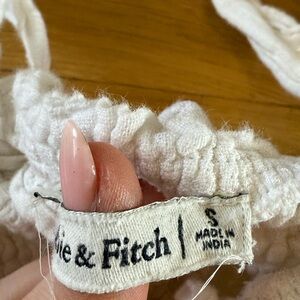 ie & Fitch
S
MADE IN
INDIA